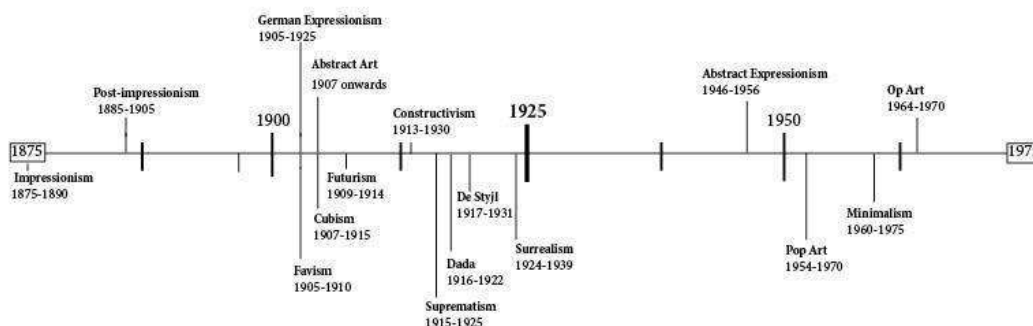 German Expressionism
1905-1925
Abstract Art
1907 onwards
Post-impressionism
1885-1905
Abstract Expressionism
1946-1956
Op Art
1964-1970
1900
Constructivism
1913-1930
1925
1950
1875
197
Impressionism
1875-1890
Futurism
1909-1914
De Styjl
1917-1931
Cubism
1907-1915
Minimalism
1960-1975
Surrealism
1924-1939
Pop Art
1954-1970
Dada
1916-1922
Favism
1905-1910
Suprematism
1915-1925